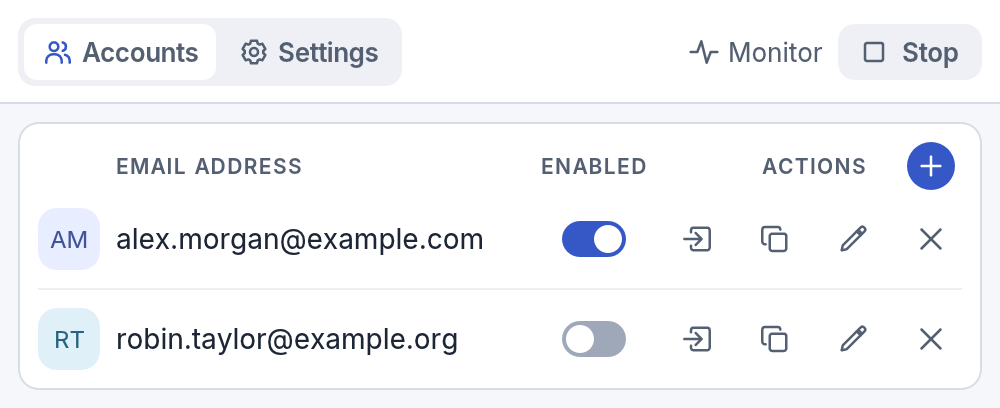 Accounts Settings Monitor Stop
EMAIL ADDRESS ENABLED ACTIONS
AM alex.morgan@example.com
RT robin.taylor@example.org